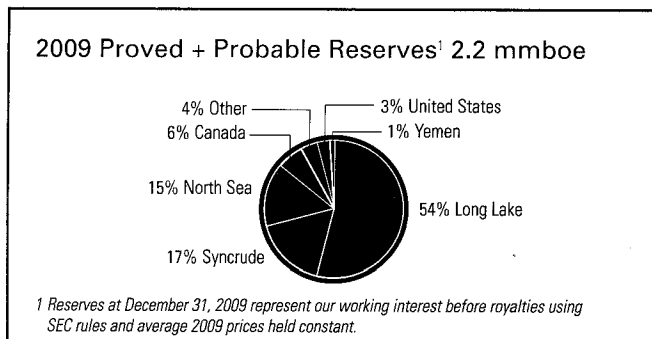 2009 Proved + Probable Reserves¹ 2.2 mmboe
4% Other
3% United States
6% Canada
1% Yemen
15% North Sea
54% Long Lake
17% Syncrude
1 Reserves at December 31, 2009 represent our working interest before royalties using
SEC rules and average 2009 prices held constant.